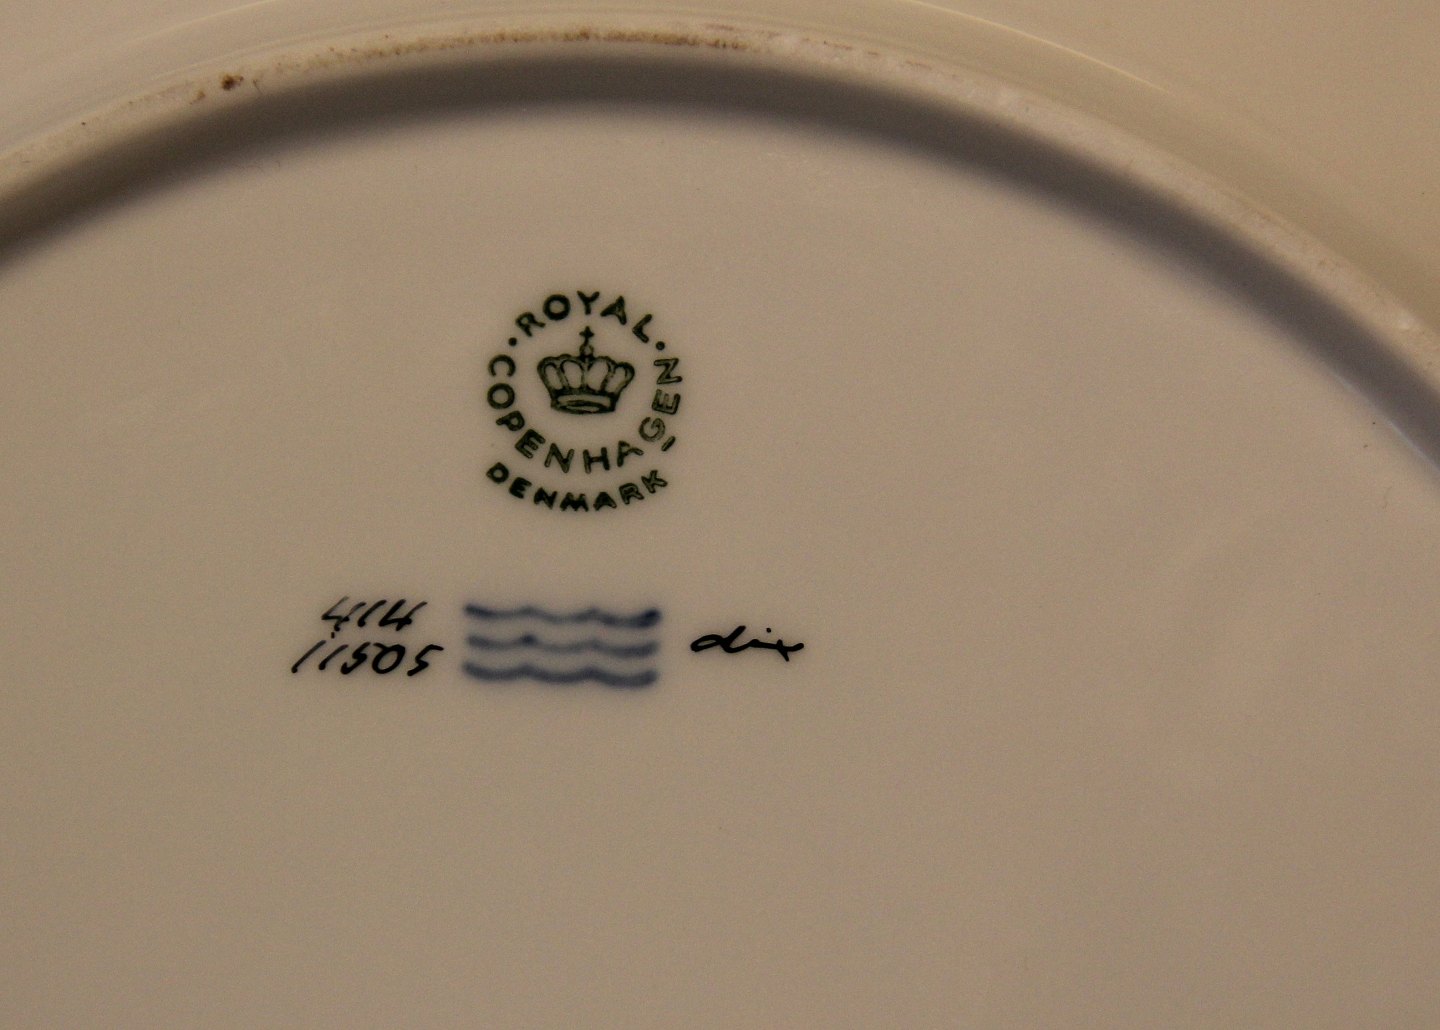 ROYAL
COPENHAGEN
DENMARK
414
11505